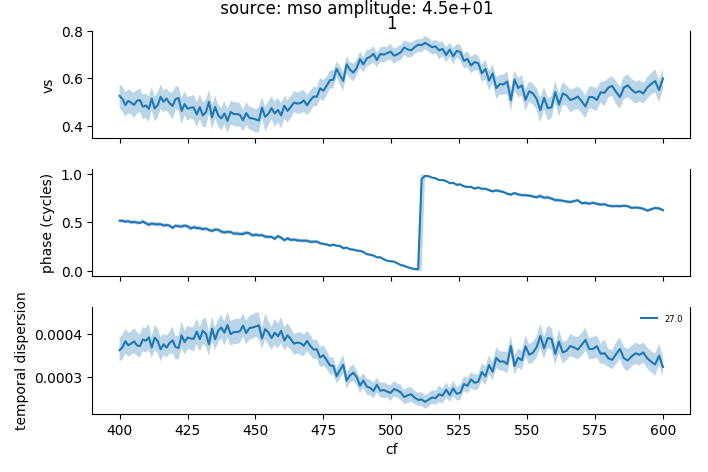 source: mso amplitude: 4.5e+01
1
0.8
0.6
0.4
vs
1.0
0.5
0.0
phase (cycles)
0.0004
0.0003
temporal dispersion
27.0
400 425 450 475 500 525 550 575 600
cf